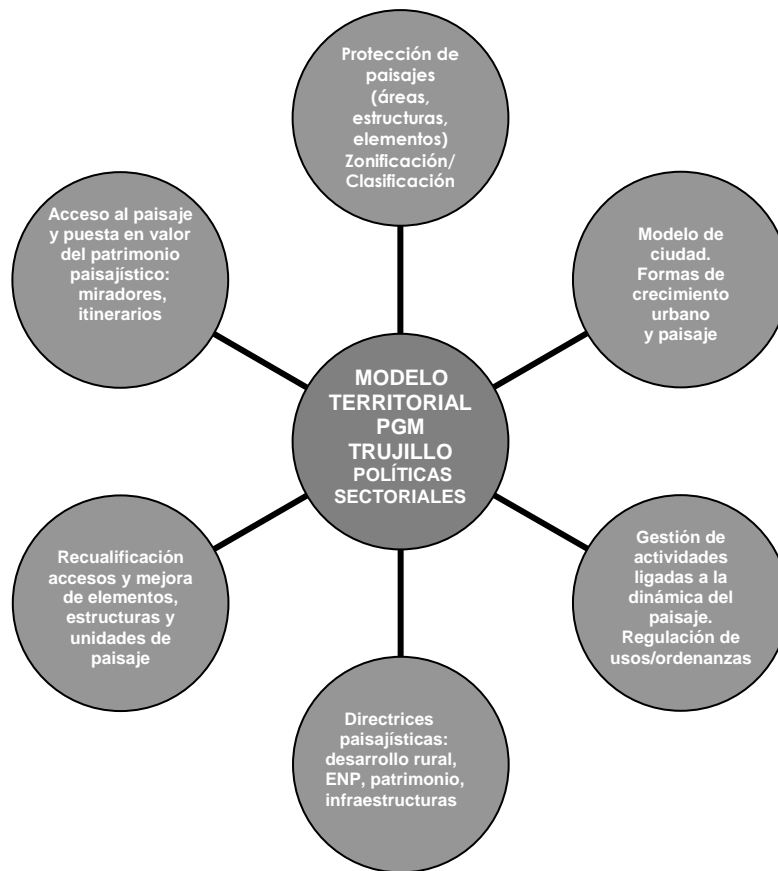 Protección de
paisajes
(áreas,
estructuras,
elementos)
Zonificación/
Clasificación
Acceso al paisaje
y puesta en valor
del patrimonio
paisajístico:
miradores,
itinerarios
Modelo de
ciudad.
Formas de
crecimiento
urbano
y paisaje
MODELO
TERRITORIAL
PGM
TRUJILLO
POLÍTICAS
SECTORIALES
Recualificación
accesos y mejora
de elementos,
estructuras y
unidades de
paisaje
Gestión de
actividades
ligadas a la
dinámica del
paisaje.
Regulación de
usos/ordenanzas
Directrices
paisajísticas:
desarrollo rural,
ENP, patrimonio,
infraestructuras